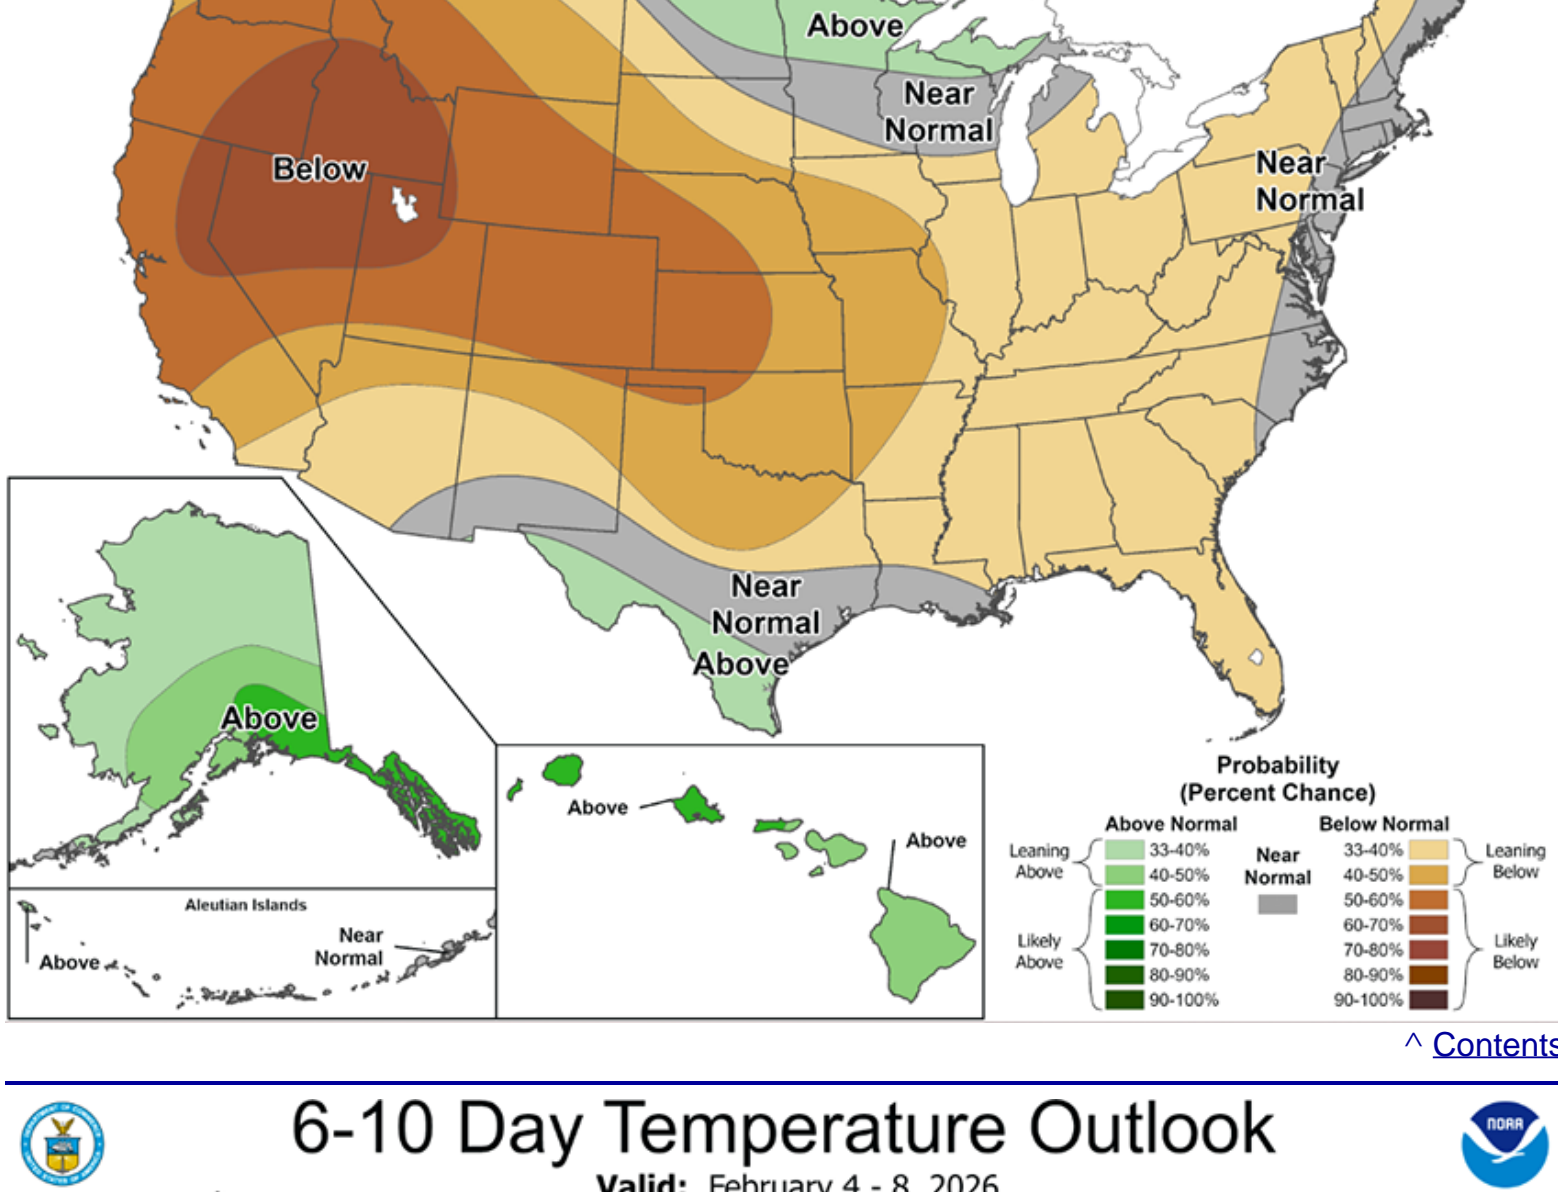 Above
Near
Normal
Below
Near
Normal
Near
Normal
Above
Above
Above
Above
Aleutian Islands
Near
Normal
Above
Probability
(Percent Chance)
Above Normal
Below Normal
Leaning
Above
33-40%
40-50%
Near
Normal
33-40%
40-50%
Leaning
Below
Likely
Above
50-60%
60-70%
70-80%
80-90%
90-100%
50-60%
60-70%
70-80%
80-90%
90-100%
Likely
Below
^ Contents
6-10 Day Temperature Outlook
NOAA
Valid: February 4 - 8, 2026